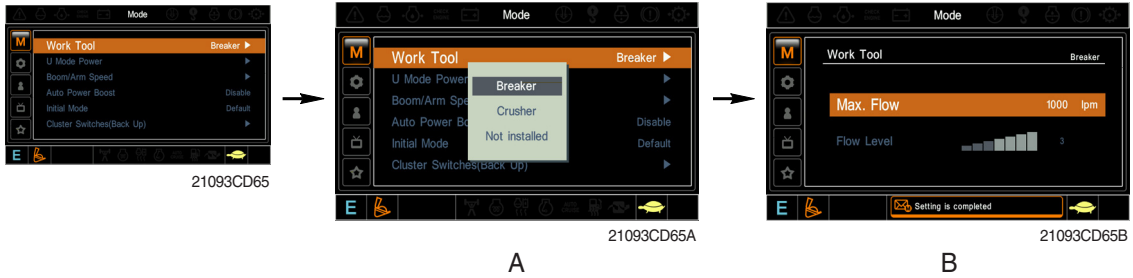 Mode
M
Work Tool Breaker
U Mode Power
Boom/Arm Speed
Auto Power Boost Disable
Initial Mode Default
Cluster Switches(Back Up)
E
21093CD65
Mode
M
Work Tool Breaker
U Mode Power
Boom/Arm Spe
Auto Power Bo Disable
Initial Mode Default
Cluster Switches(Back Up)
Breaker
Crusher
Not installed
E
21093CD65A
A
Mode
M
Work Tool Breaker
Max. Flow 1000 lpm
Flow Level 3
E
Setting is completed
21093CD65B
B